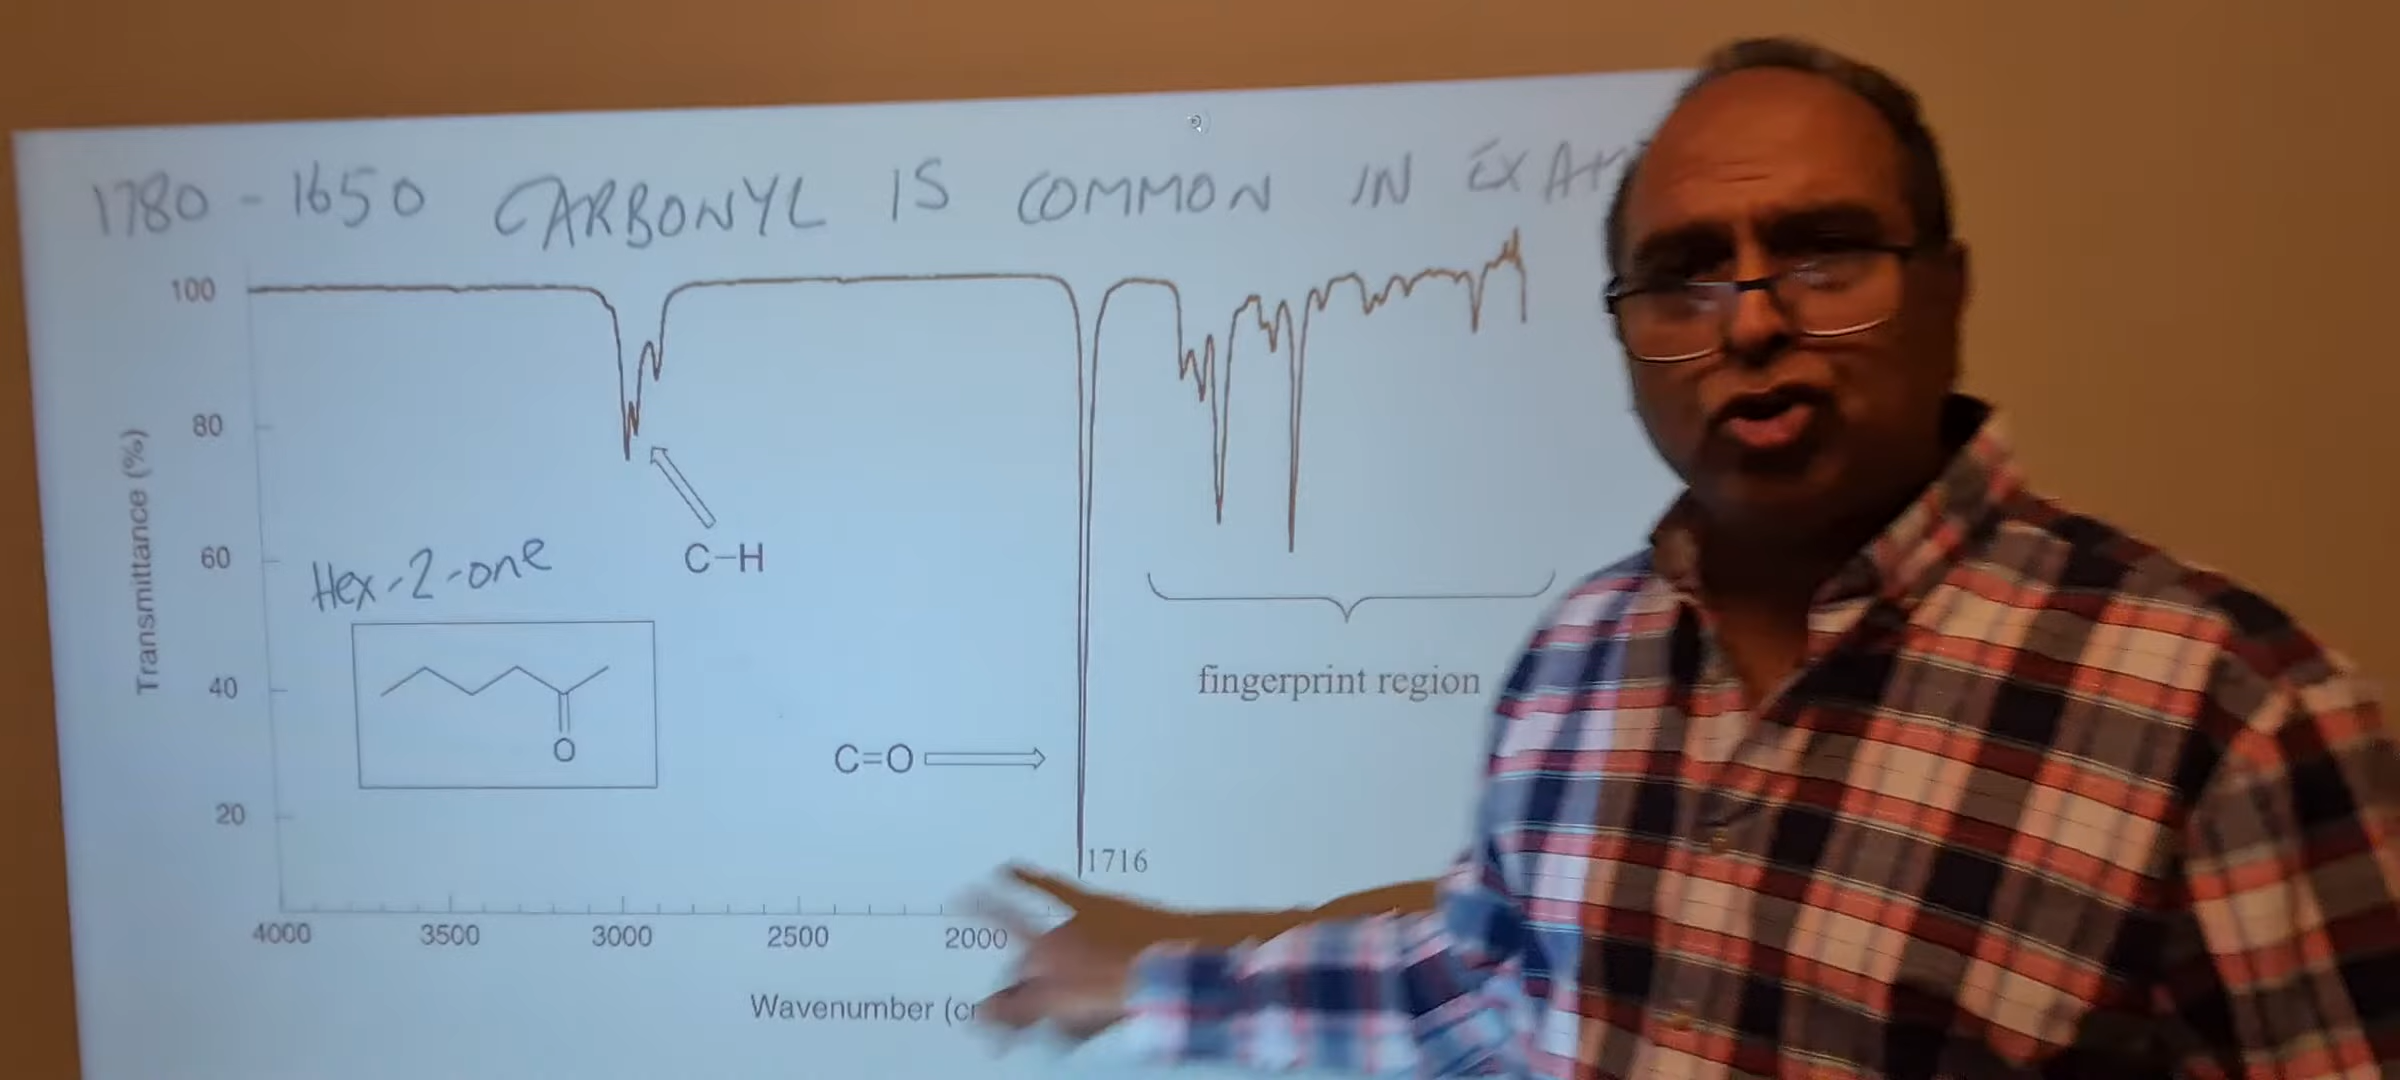 1780 - 1650 CARBONYL IS COMMON IN
100
80
60
40
20
Transmittance (%)
C-H
Hex-2-one
O
C=O
1716
fingerprint region
4000 3500 3000 2500 2000
Wavenumber